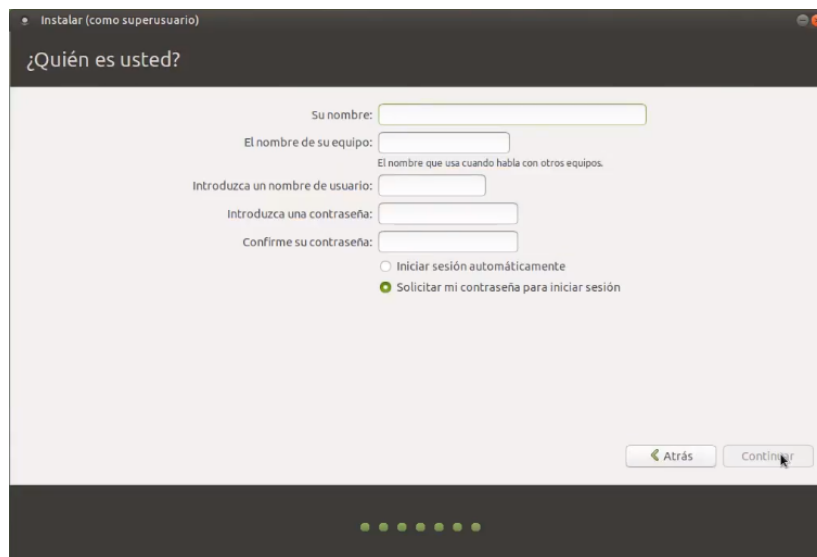 Instalar (como superusuario)
¿Quién es usted?
Su nombre:
El nombre de su equipo:
El nombre que usa cuando habla con otros equipos.
Introduzca un nombre de usuario:
Introduzca una contraseña:
Confirme su contraseña:
Iniciar sesión automáticamente
Solicitar mi contraseña para iniciar sesión
Atrás Continuar